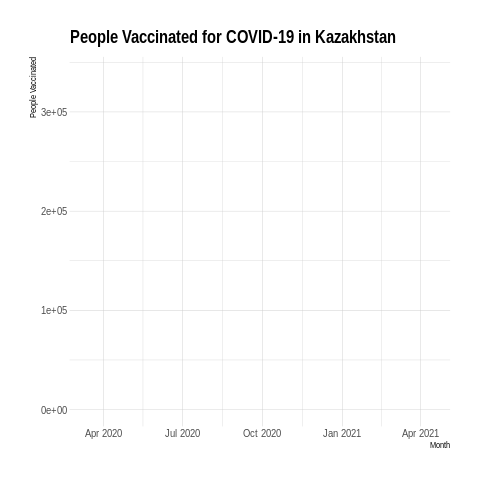 People Vaccinated for COVID-19 in Kazakhstan
People Vaccinated
3e+05
2e+05
1e+05
0e+00
Apr 2020 Jul 2020 Oct 2020 Jan 2021 Apr 2021
Month